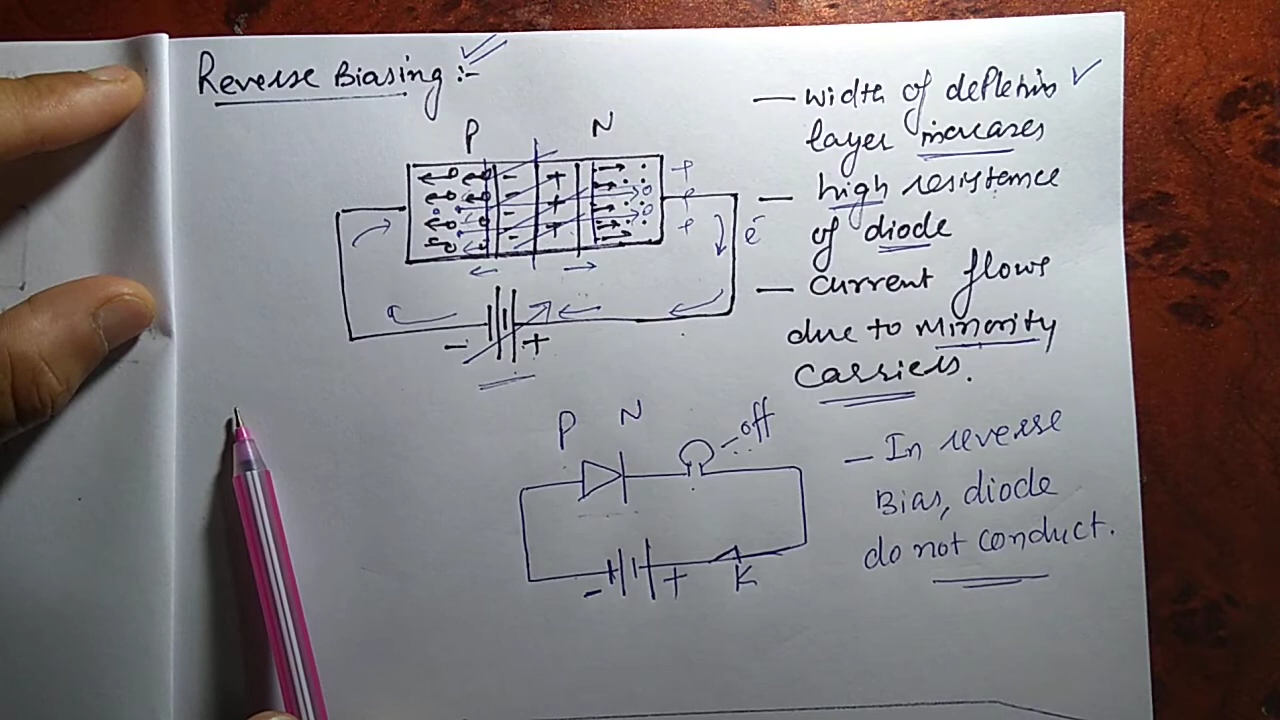 Reverse Biasing :-
P N
- + + + +
- +
- +
- +
e⁻
- +
— width of depletion
layer increases
— high resistance
of diode
— current flows
due to Minority
carriers.
P N
off
- + K
— In reverse
Bias, diode
do not conduct.